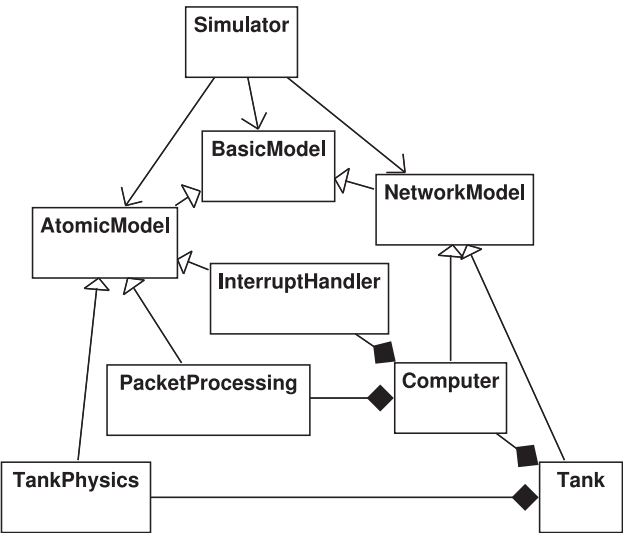 Simulator
BasicModel
NetworkModel
AtomicModel
InterruptHandler
PacketProcessing
Computer
TankPhysics
Tank